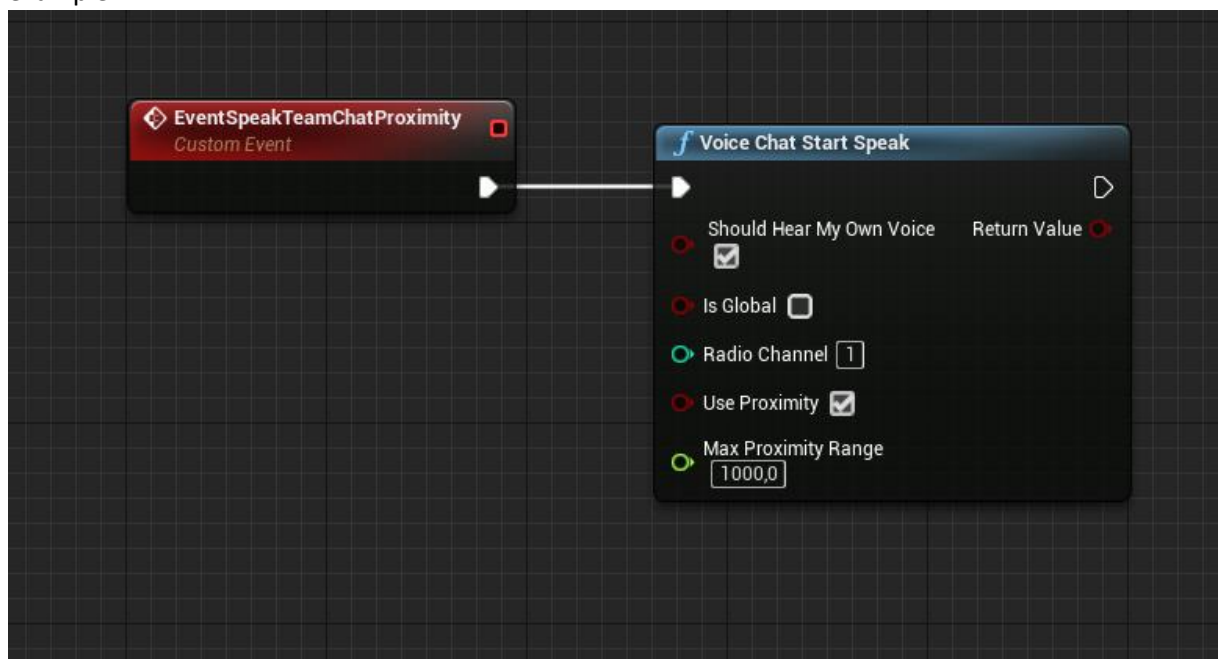 EventSpeakTeamChatProximity
Custom Event
f Voice Chat Start Speak
Should Hear My Own Voice
Return Value
Is Global
Radio Channel 1
Use Proximity
Max Proximity Range
1000,0